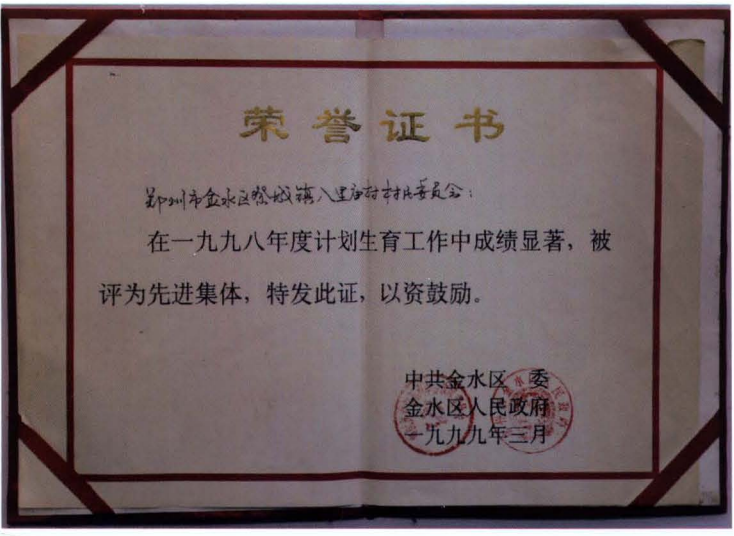 荣誉证书
郑州市金水区祭城镇八里庙村村民委员会：
在一九九八年度计划生育工作中成绩显著，被
评为先进集体，特发此证，以资鼓励。
中共金水区 委
金水区人民政府
一九九九年三月